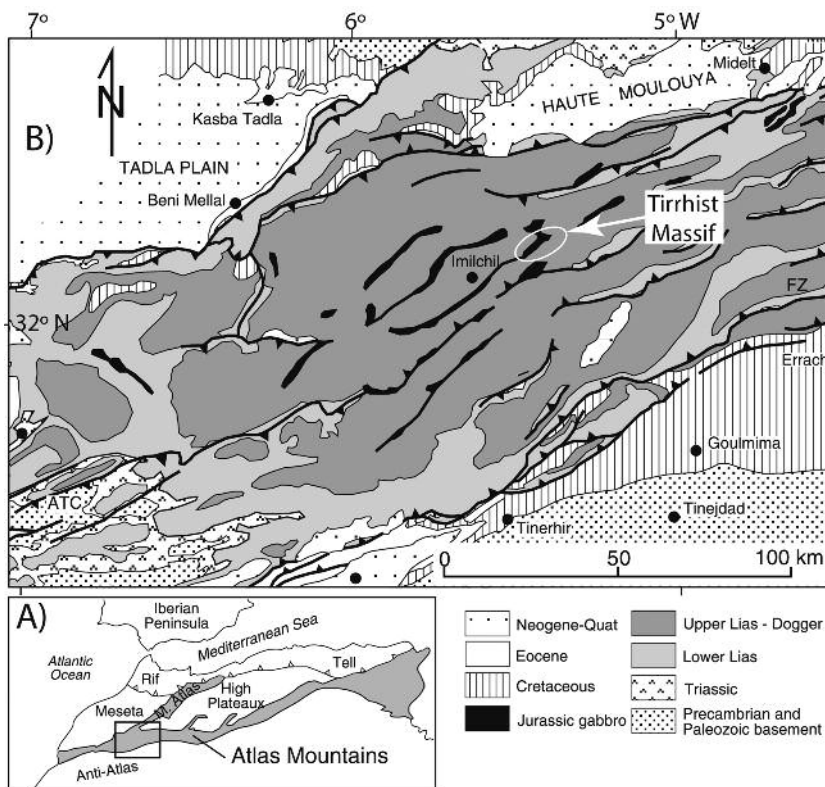 7°
6°
5° W
Midelt
N
HAUTE MOULOUYA
Kasba Tadla
B)
TADLA PLAIN
Beni Mellal
Tirrhist
Massif
Imilchil
FZ
32° N
Errach
Goulmima
ATC
Tinejdad
Tinerhir
0 50 100 km
A)
Iberian
Peninsula
Mediterranean Sea
Atlantic
Ocean
Rif
Tell
M. Atlas
High
Plateaux
Meseta
Atlas Mountains
Anti-Atlas
Neogene-Quat
Eocene
Cretaceous
Jurassic gabbro
Upper Lias - Dogger
Lower Lias
Triassic
Precambrian and
Paleozoic basement